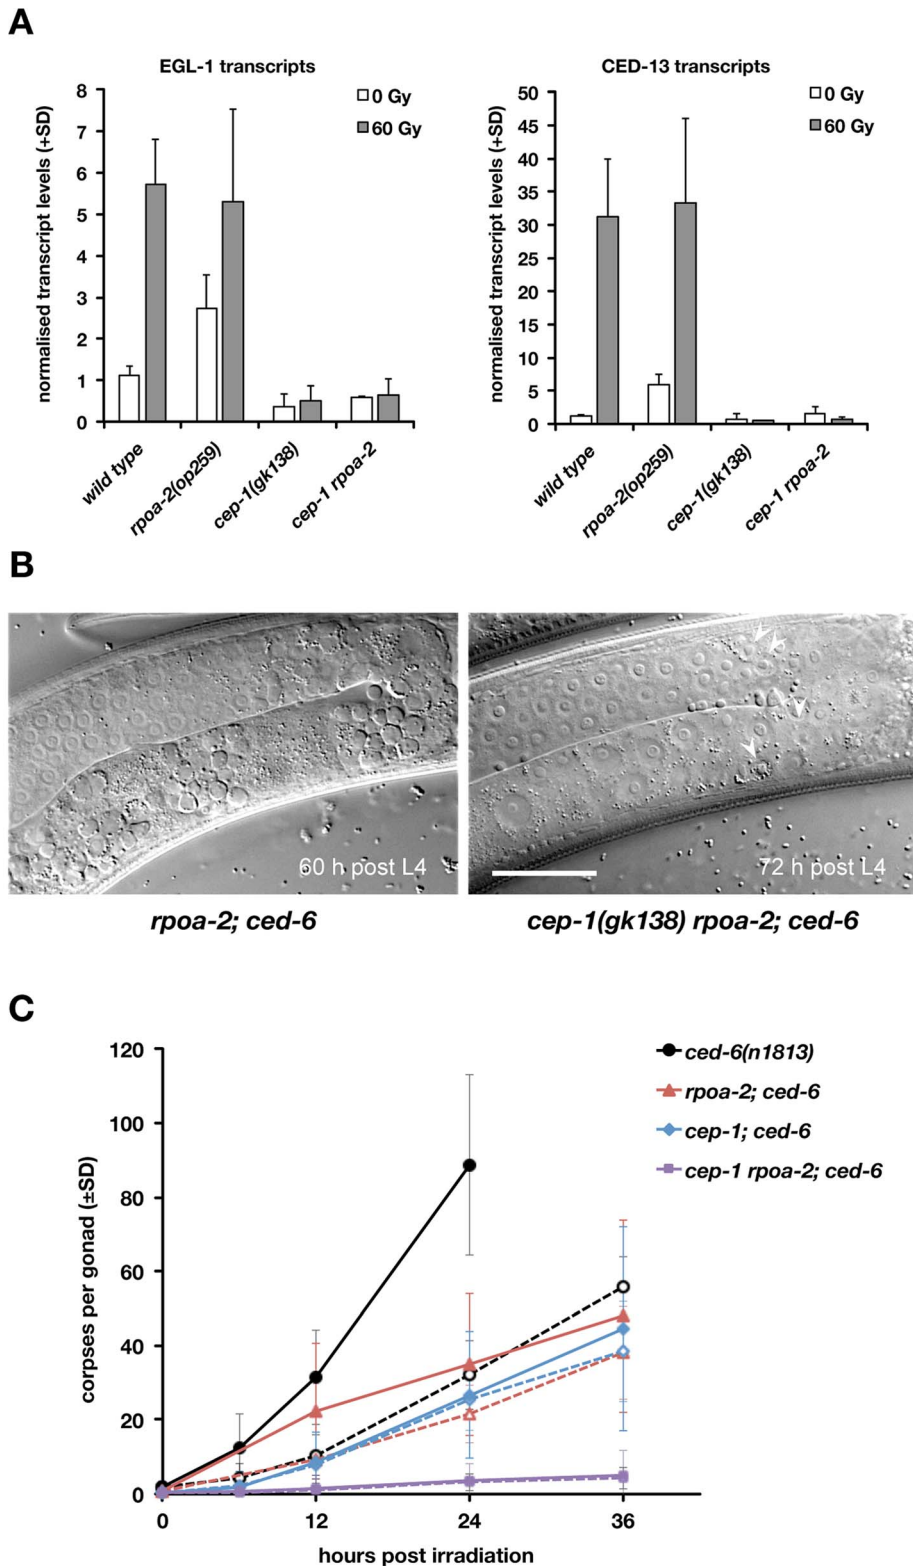 A
EGL-1 transcripts
normalised transcript levels (+SD)
8
7
6
5
4
3
2
1
0
0 Gy
60 Gy
wild type
rpoa-2(op259)
cep-1(gk138)
cep-1 rpoa-2
CED-13 transcripts
normalised transcript levels (+SD)
50
45
40
35
30
25
20
15
10
5
0
0 Gy
60 Gy
wild type
rpoa-2(op259)
cep-1(gk138)
cep-1 rpoa-2
B
60 h post L4
72 h post L4
rpoa-2; ced-6
cep-1(gk138) rpoa-2; ced-6
C
corpses per gonad (±SD)
120
100
80
60
40
20
0
0
12
24
36
hours post irradiation
ced-6(n1813)
rpoa-2; ced-6
cep-1; ced-6
cep-1 rpoa-2; ced-6